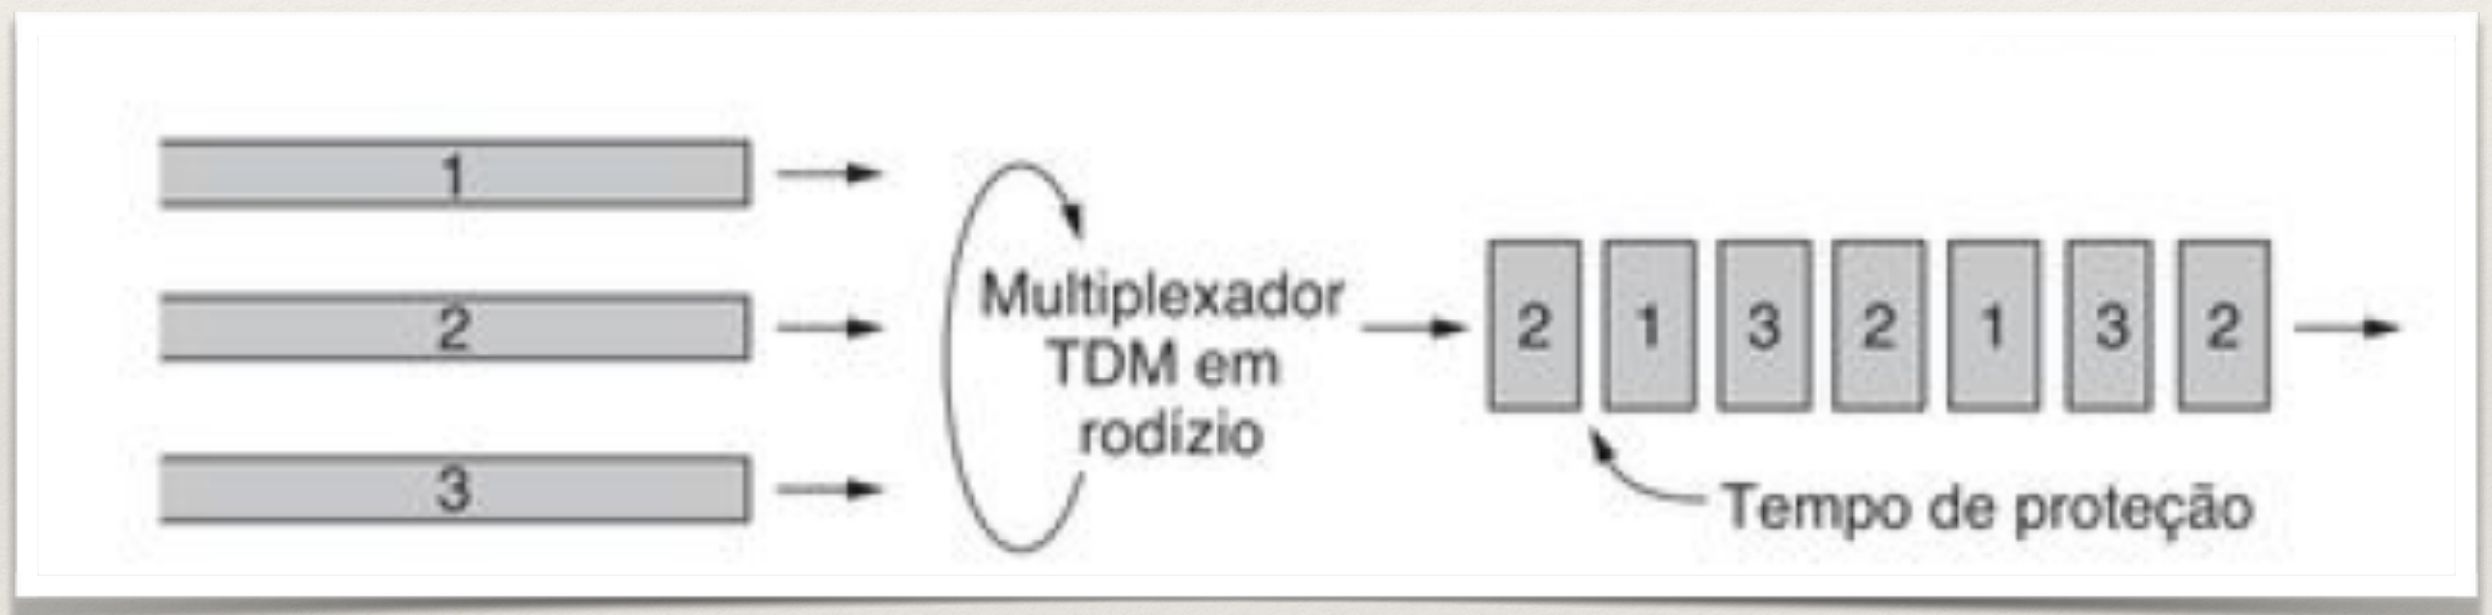 1
2
3
Multiplexador
TDM em
rodízio
2 1 3 2 1 3 2
Tempo de proteção